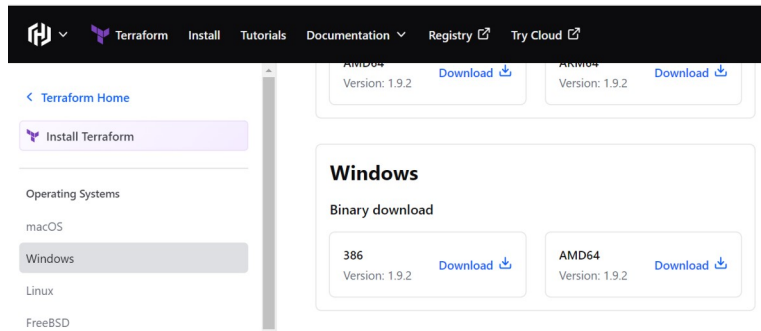 Terraform Install Tutorials Documentation Registry Try Cloud
Terraform Home
Install Terraform
Operating Systems
macOS
Windows
Linux
FreeBSD
AMD64
Version: 1.9.2
Download
ARM64
Version: 1.9.2
Download
Windows
Binary download
386
Version: 1.9.2
Download
AMD64
Version: 1.9.2
Download